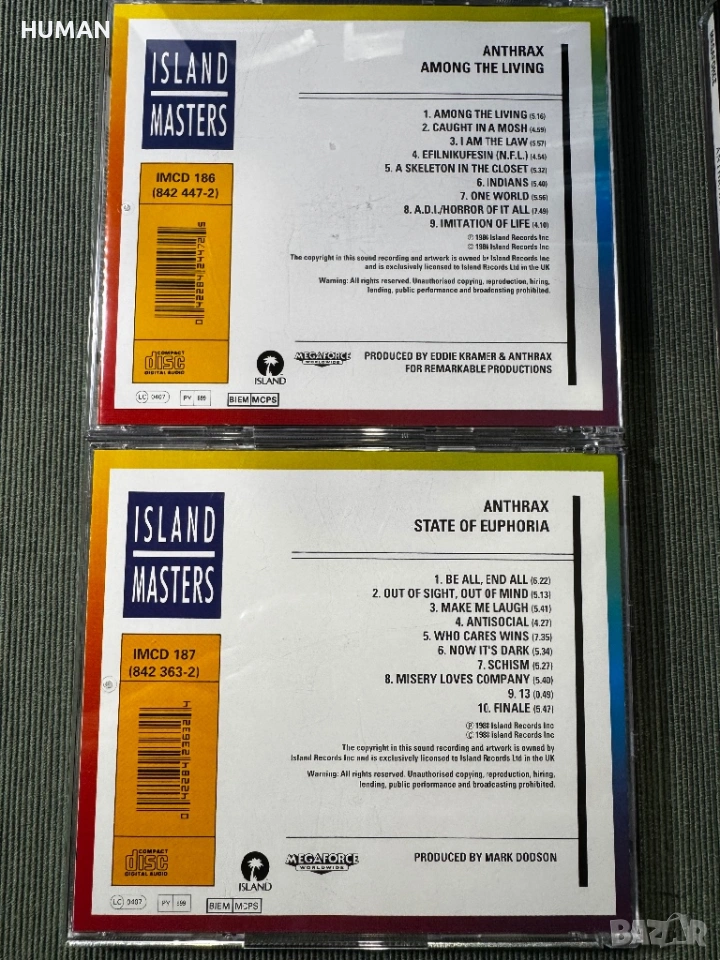 HUMAN
ISLAND
MASTERS
IMCD 186
(842 447-2)
COMPACT
disc
DIGITAL AUDIO
LC 0407
PY 899
BIEM MCPS
ISLAND
MEGAFORCE
WORLDWIDE
ANTHRAX
AMONG THE LIVING
1. AMONG THE LIVING (5.16)
2. CAUGHT IN A MOSH (4.59)
3. I AM THE LAW (5.57)
4. EFILNIKUFESIN (N.F.L.) (4.54)
5. A SKELETON IN THE CLOSET (5.32)
6. INDIANS (5.40)
7. ONE WORLD (5.56)
8. A.D.I./HORROR OF IT ALL (7.49)
9. IMITATION OF LIFE (4.10)
℗ 1986 Island Records Inc
© 1986 Island Records Inc
The copyright in this sound recording and artwork is owned by Island Records Inc
and is exclusively licensed to Island Records Ltd in the UK
Warning: All rights reserved. Unauthorised copying, reproduction, hiring,
lending, public performance and broadcasting prohibited.
PRODUCED BY EDDIE KRAMER & ANTHRAX
FOR REMARKABLE PRODUCTIONS
ISLAND
MASTERS
IMCD 187
(842 363-2)
COMPACT
disc
DIGITAL AUDIO
LC 0407
PY 899
BIEM MCPS
ISLAND
MEGAFORCE
WORLDWIDE
ANTHRAX
STATE OF EUPHORIA
1. BE ALL, END ALL (6.22)
2. OUT OF SIGHT, OUT OF MIND (5.13)
3. MAKE ME LAUGH (5.41)
4. ANTISOCIAL (4.27)
5. WHO CARES WINS (7.35)
6. NOW IT'S DARK (5.34)
7. SCHISM (5.27)
8. MISERY LOVES COMPANY (5.40)
9. 13 (0.49)
10. FINALE (5.47)
℗ 1988 Island Records Inc
© 1988 Island Records Inc
The copyright in this sound recording and artwork is owned by
Island Records Inc and is exclusively licensed to Island Records Ltd in the UK
Warning: All rights reserved. Unauthorised copying, reproduction, hiring,
lending, public performance and broadcasting prohibited.
PRODUCED BY MARK DODSON
BAZAR